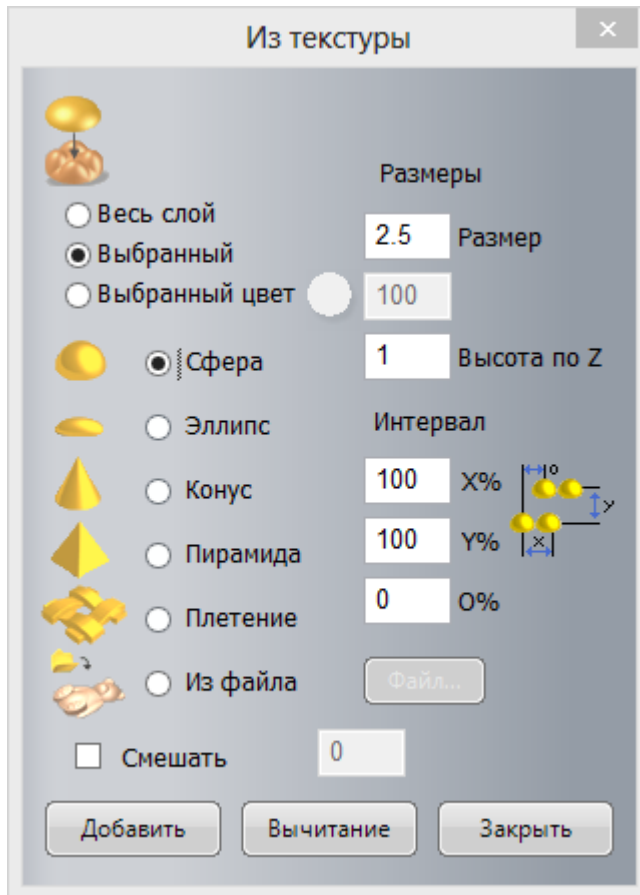 Из текстуры
Размеры
Весь слой
Выбранный
Выбранный цвет
2.5 Размер
100
1 Высота по Z
Сфера
Эллипс
Конус
Пирамида
Плетение
Из файла
Интервал
100 X%
100 Y%
0 O%
o
y
x
Файл...
Смешать 0
Добавить Вычитание Закрыть